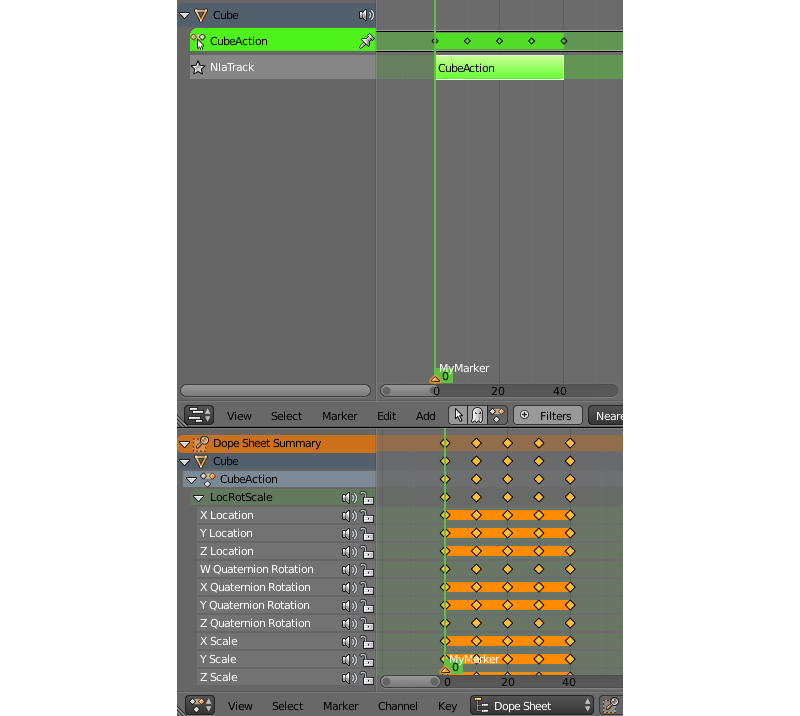 Cube
CubeAction
NlaTrack
CubeAction
MyMarker
0
0 20 40
View Select Marker Edit Add Filters Neare
Dope Sheet Summary
Cube
CubeAction
LocRotScale
X Location
Y Location
Z Location
W Quaternion Rotation
X Quaternion Rotation
Y Quaternion Rotation
Z Quaternion Rotation
X Scale
Y Scale MyMarker
0
Z Scale 0 20 40
View Select Marker Channel Key Dope Sheet